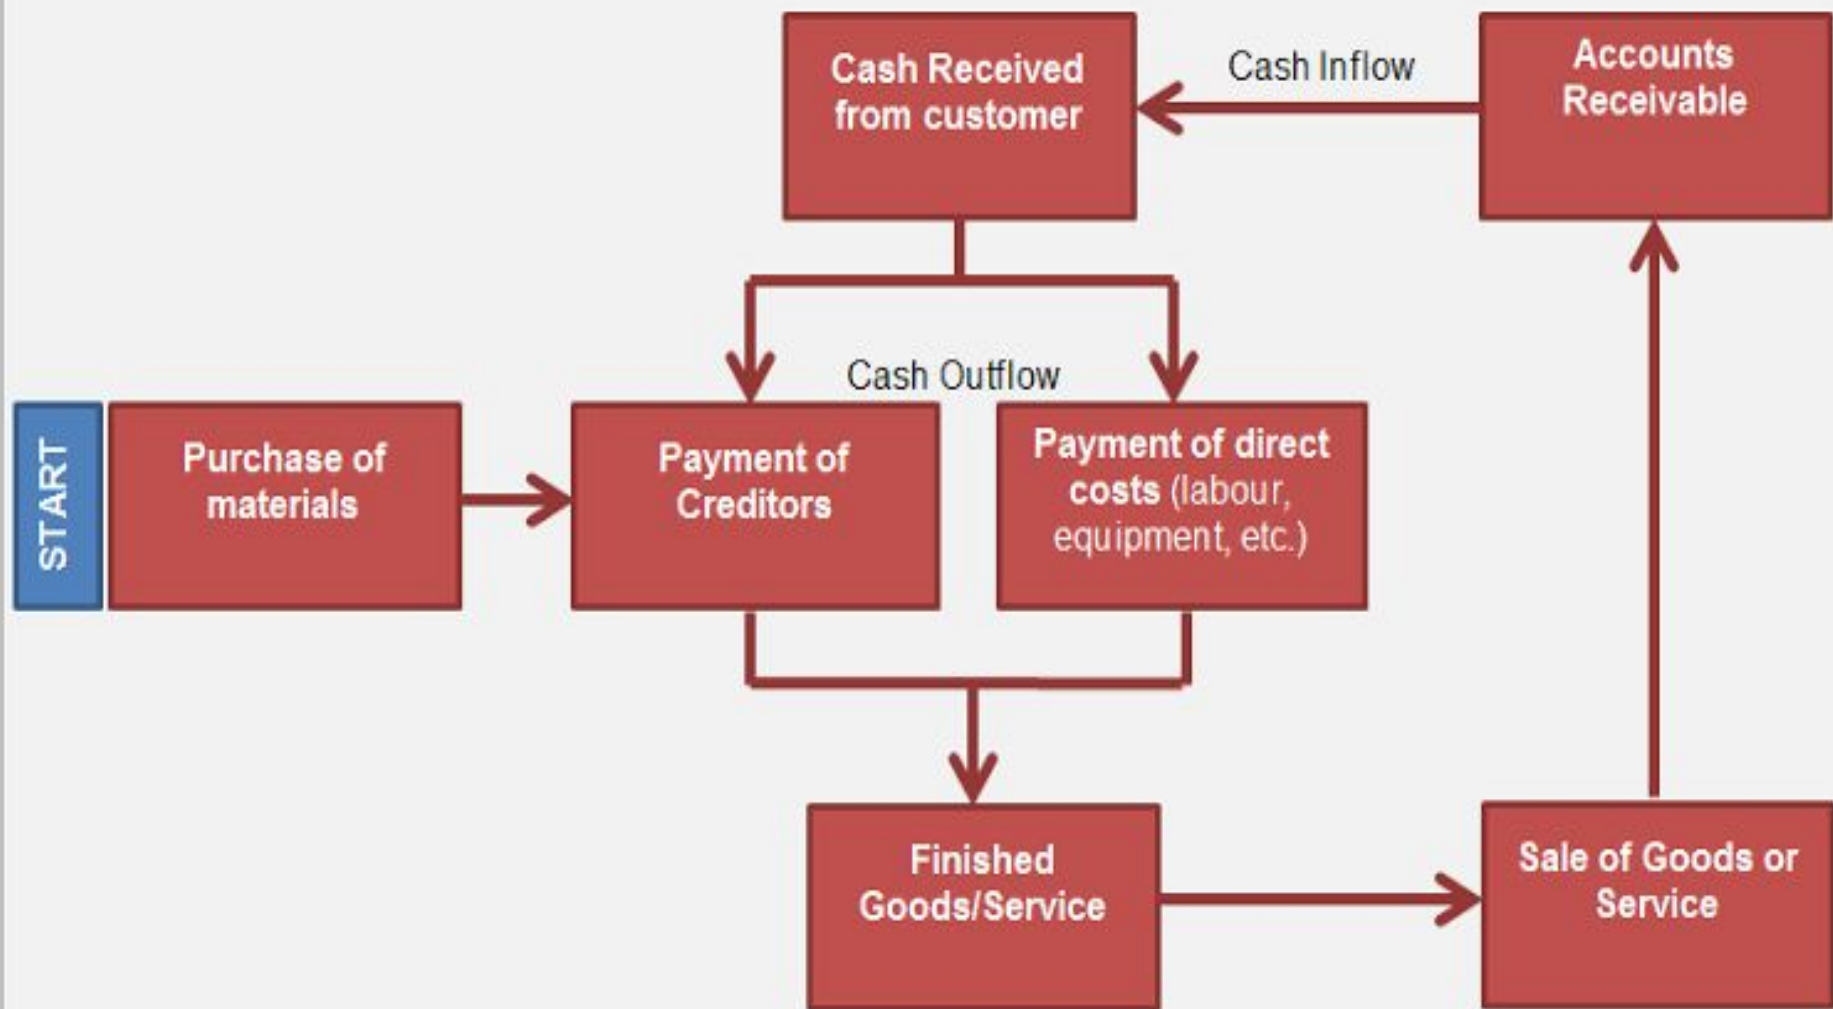 Cash Received
from customer
Cash Inflow
Accounts
Receivable
Cash Outflow
START
Purchase of
materials
Payment of
Creditors
Payment of direct
costs (labour,
equipment, etc.)
Finished
Goods/Service
Sale of Goods or
Service